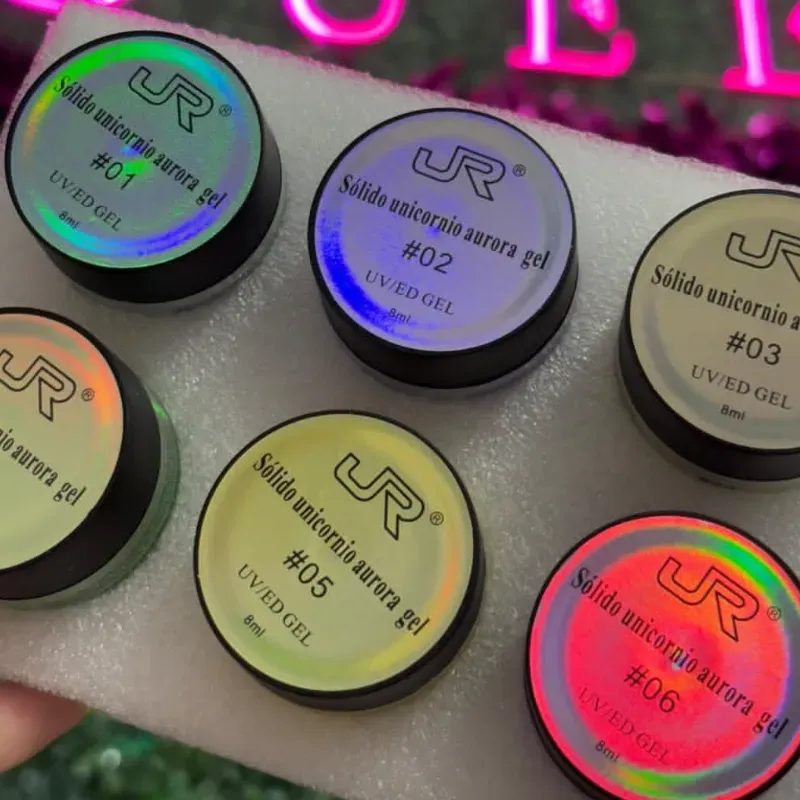 UR®
Sólido unicornio aurora gel
#01
UV/ED GEL
8ml
UR®
Sólido unicornio aurora gel
#02
UV/ED GEL
8ml
UR
Sólido unicornio a
#03
UV/ED GEL
8ml
UR®
aurora gel
UR®
Sólido unicornio aurora gel
#05
UV/ED GEL
8ml
UR®
Sólido unicornio aurora gel
#06
UV/ED GEL
8ml